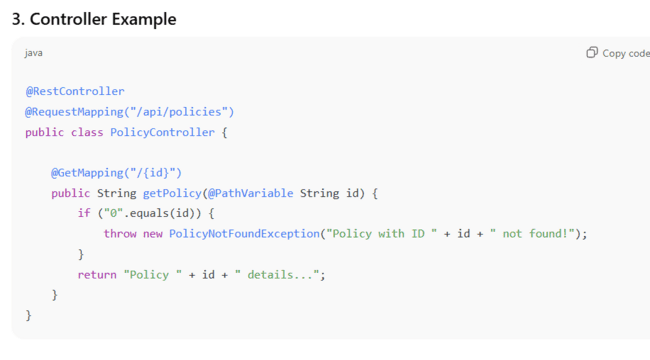 3. Controller Example
java
Copy code
@RestController
@RequestMapping("/api/policies")
public class PolicyController {
@GetMapping("/{id}")
public String getPolicy(@PathVariable String id) {
if ("0".equals(id)) {
throw new PolicyNotFoundException("Policy with ID " + id + " not found!");
}
return "Policy " + id + " details...";
}
}